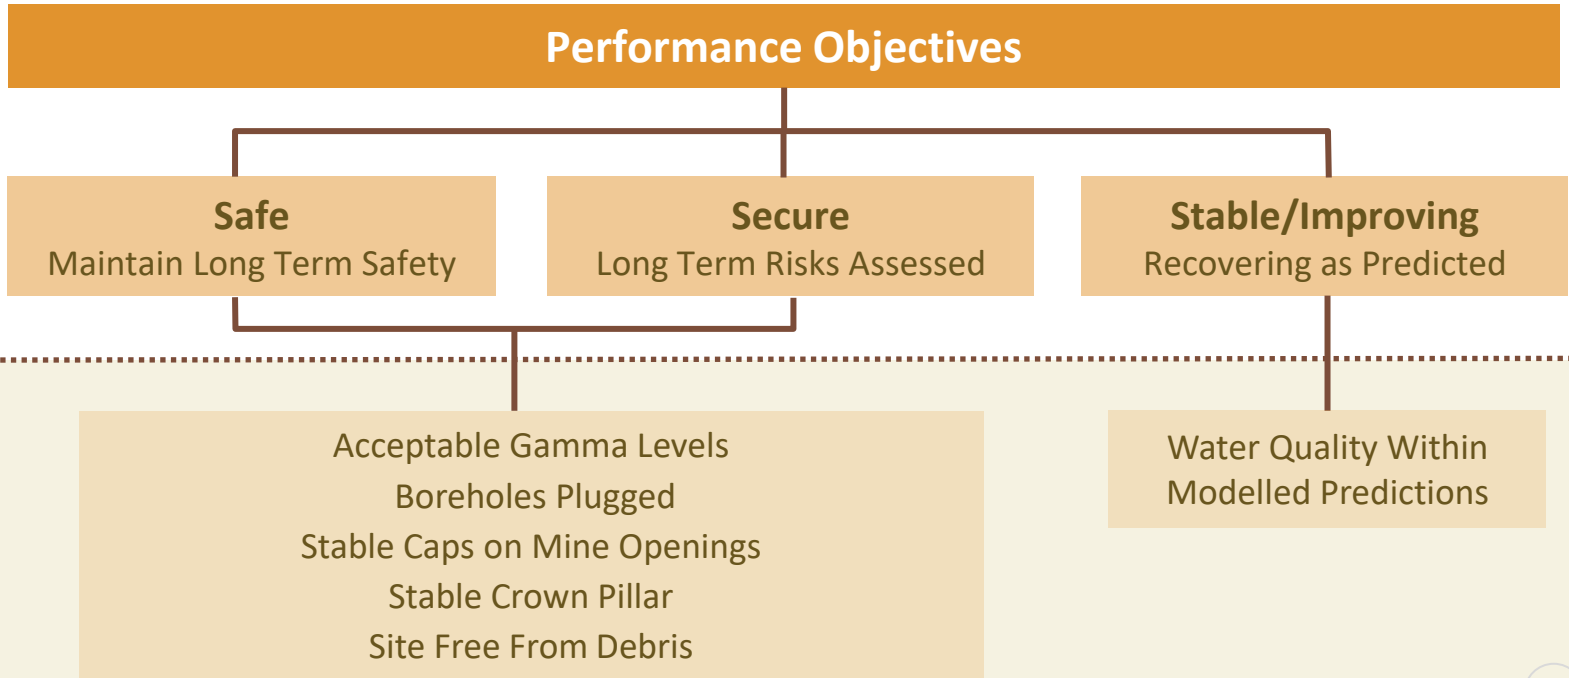 Performance Objectives
Safe
Maintain Long Term Safety
Secure
Long Term Risks Assessed
Stable/Improving
Recovering as Predicted
Acceptable Gamma Levels
Boreholes Plugged
Stable Caps on Mine Openings
Stable Crown Pillar
Site Free From Debris
Water Quality Within
Modelled Predictions